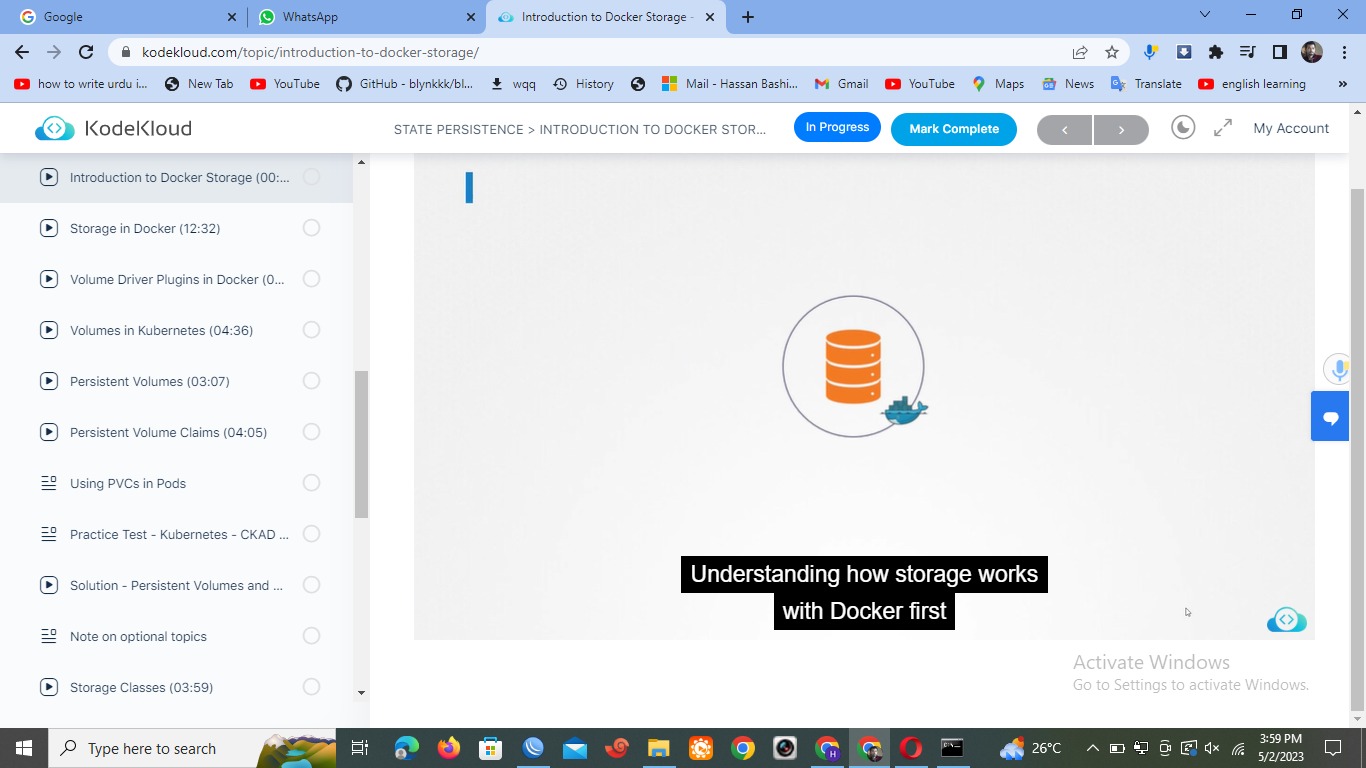 Google
WhatsApp
Introduction to Docker Storage -
kodekloud.com/topic/introduction-to-docker-storage/
how to write urdu i...
New Tab
YouTube
GitHub - blynkkk/bl...
wqq
History
Mail - Hassan Bashi...
Gmail
YouTube
Maps
News
Translate
english learning
»
KodeKloud
STATE PERSISTENCE > INTRODUCTION TO DOCKER STOR...
In Progress
Mark Complete
My Account
Introduction to Docker Storage (00:...
Storage in Docker (12:32)
Volume Driver Plugins in Docker (0...
Volumes in Kubernetes (04:36)
Persistent Volumes (03:07)
Persistent Volume Claims (04:05)
Using PVCs in Pods
Practice Test - Kubernetes - CKAD ...
Solution - Persistent Volumes and ...
Note on optional topics
Storage Classes (03:59)
Understanding how storage works
with Docker first
Activate Windows
Go to Settings to activate Windows.
Type here to search
26°C
3:59 PM
5/2/2023